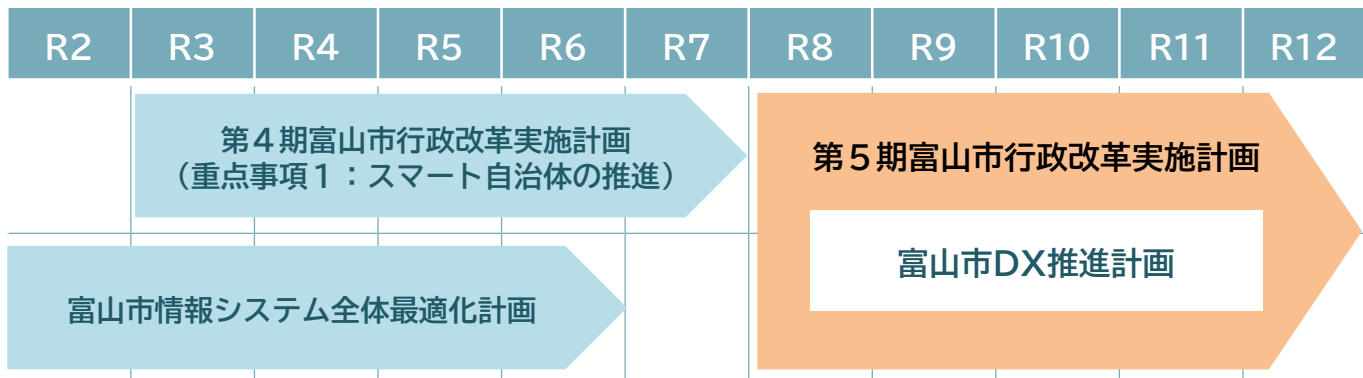 R2 R3 R4 R5 R6 R7 R8 R9 R10 R11 R12
第4期富山市行政改革実施計画
（重点事項1：スマート自治体の推進）
第5期富山市行政改革実施計画
富山市DX推進計画
富山市情報システム全体最適化計画